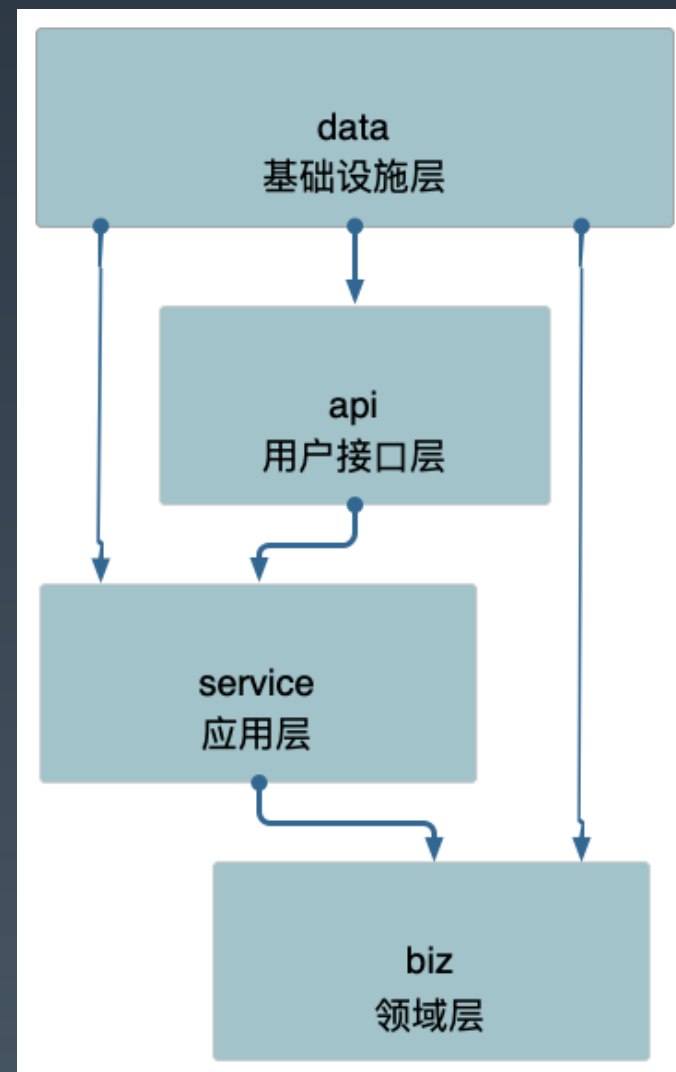 data
基础设施层
api
用户接口层
service
应用层
biz
领域层